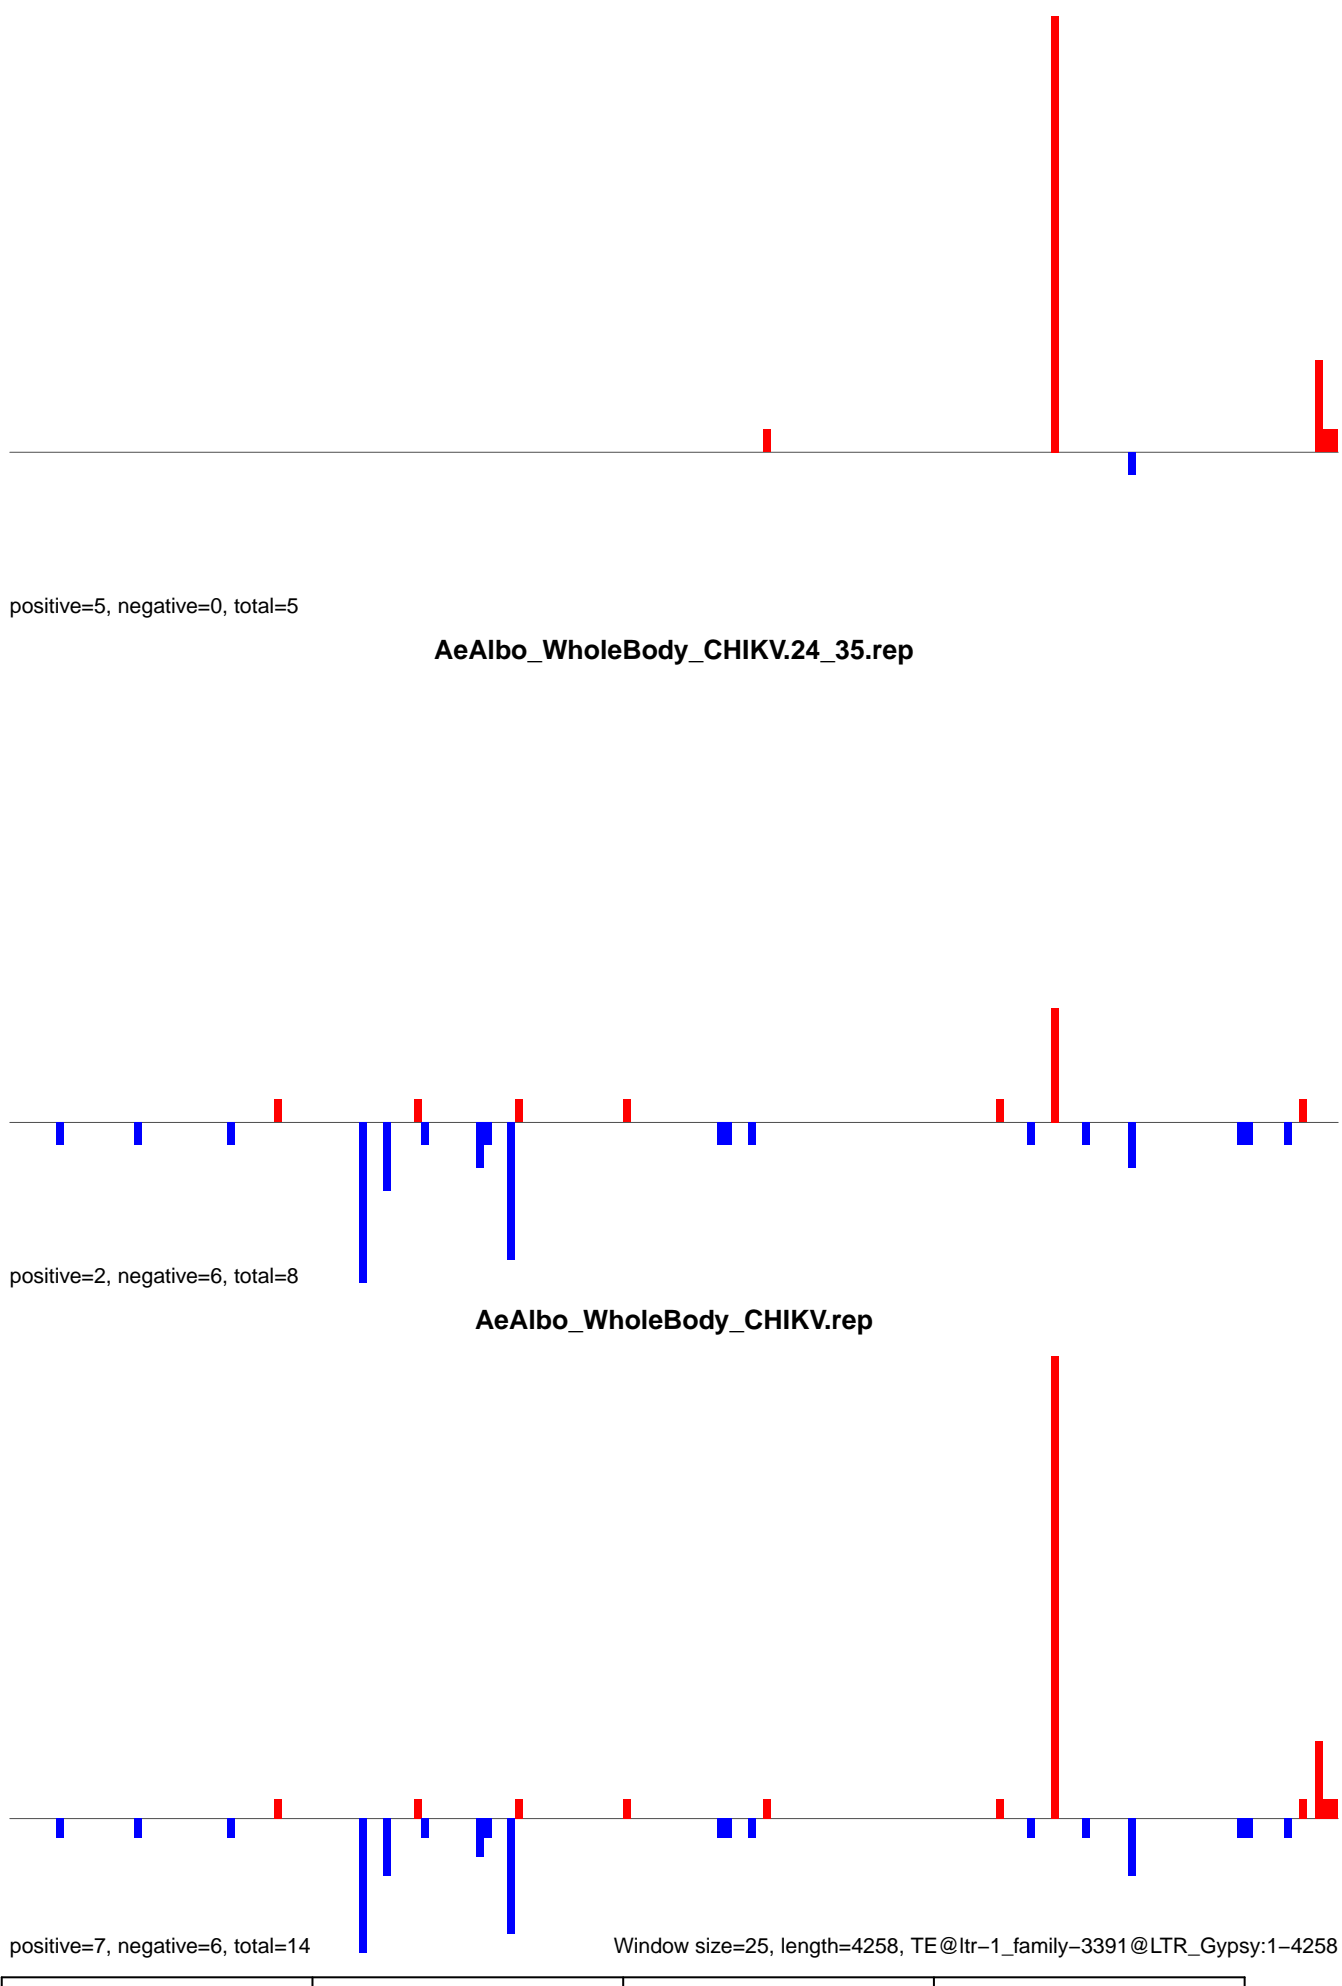 positive=5, negative=0, total=5
AeAlbo_WholeBody_CHIKV.24_35.rep
positive=2, negative=6, total=8
AeAlbo_WholeBody_CHIKV.rep
positive=7, negative=6, total=14
Window size=25, length=4258, TE@ltr−1_family−3391@LTR_Gypsy:1−4258